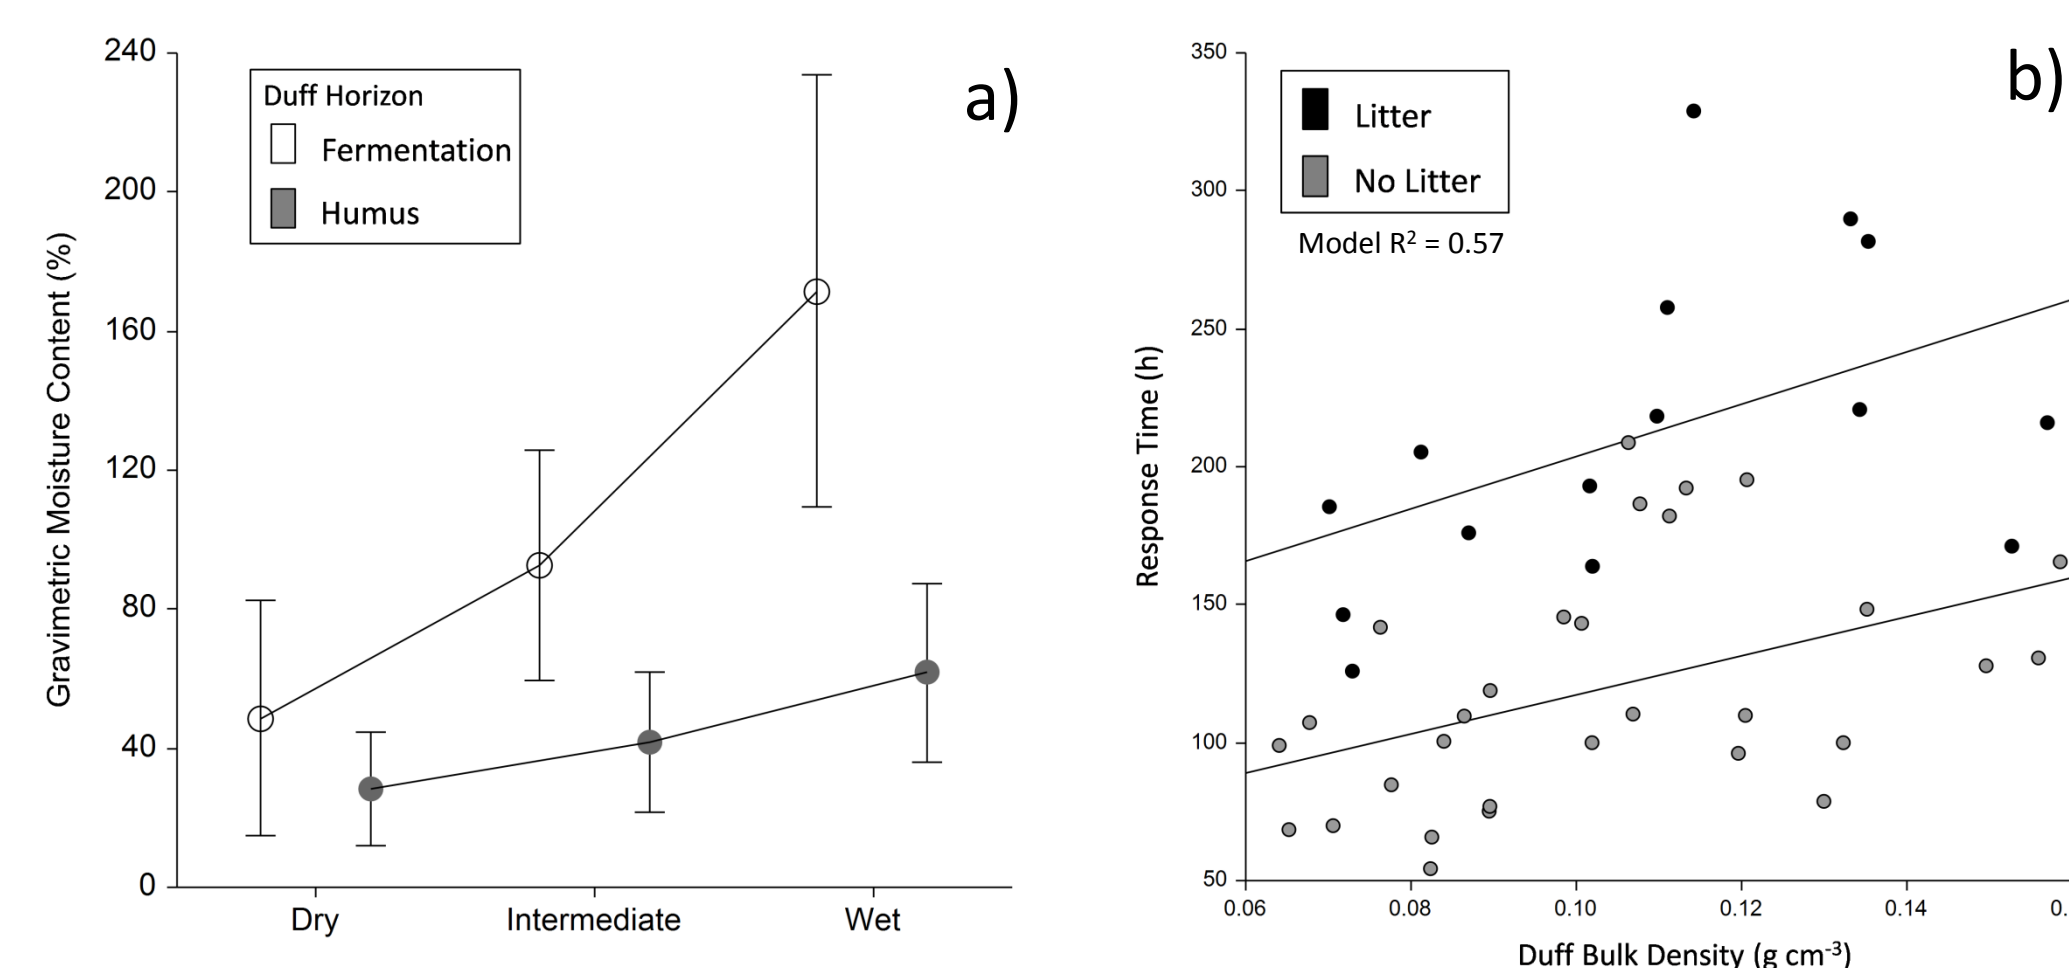 a)
Gravimetric Moisture Content (%)
240
200
160
120
80
40
0
Duff Horizon
Fermentation
Humus
Dry
Intermediate
Wet
b)
Response Time (h)
350
300
250
200
150
100
50
Litter
No Litter
Model R² = 0.57
0.06
0.08
0.10
0.12
0.14
0.
Duff Bulk Density (g cm⁻³)